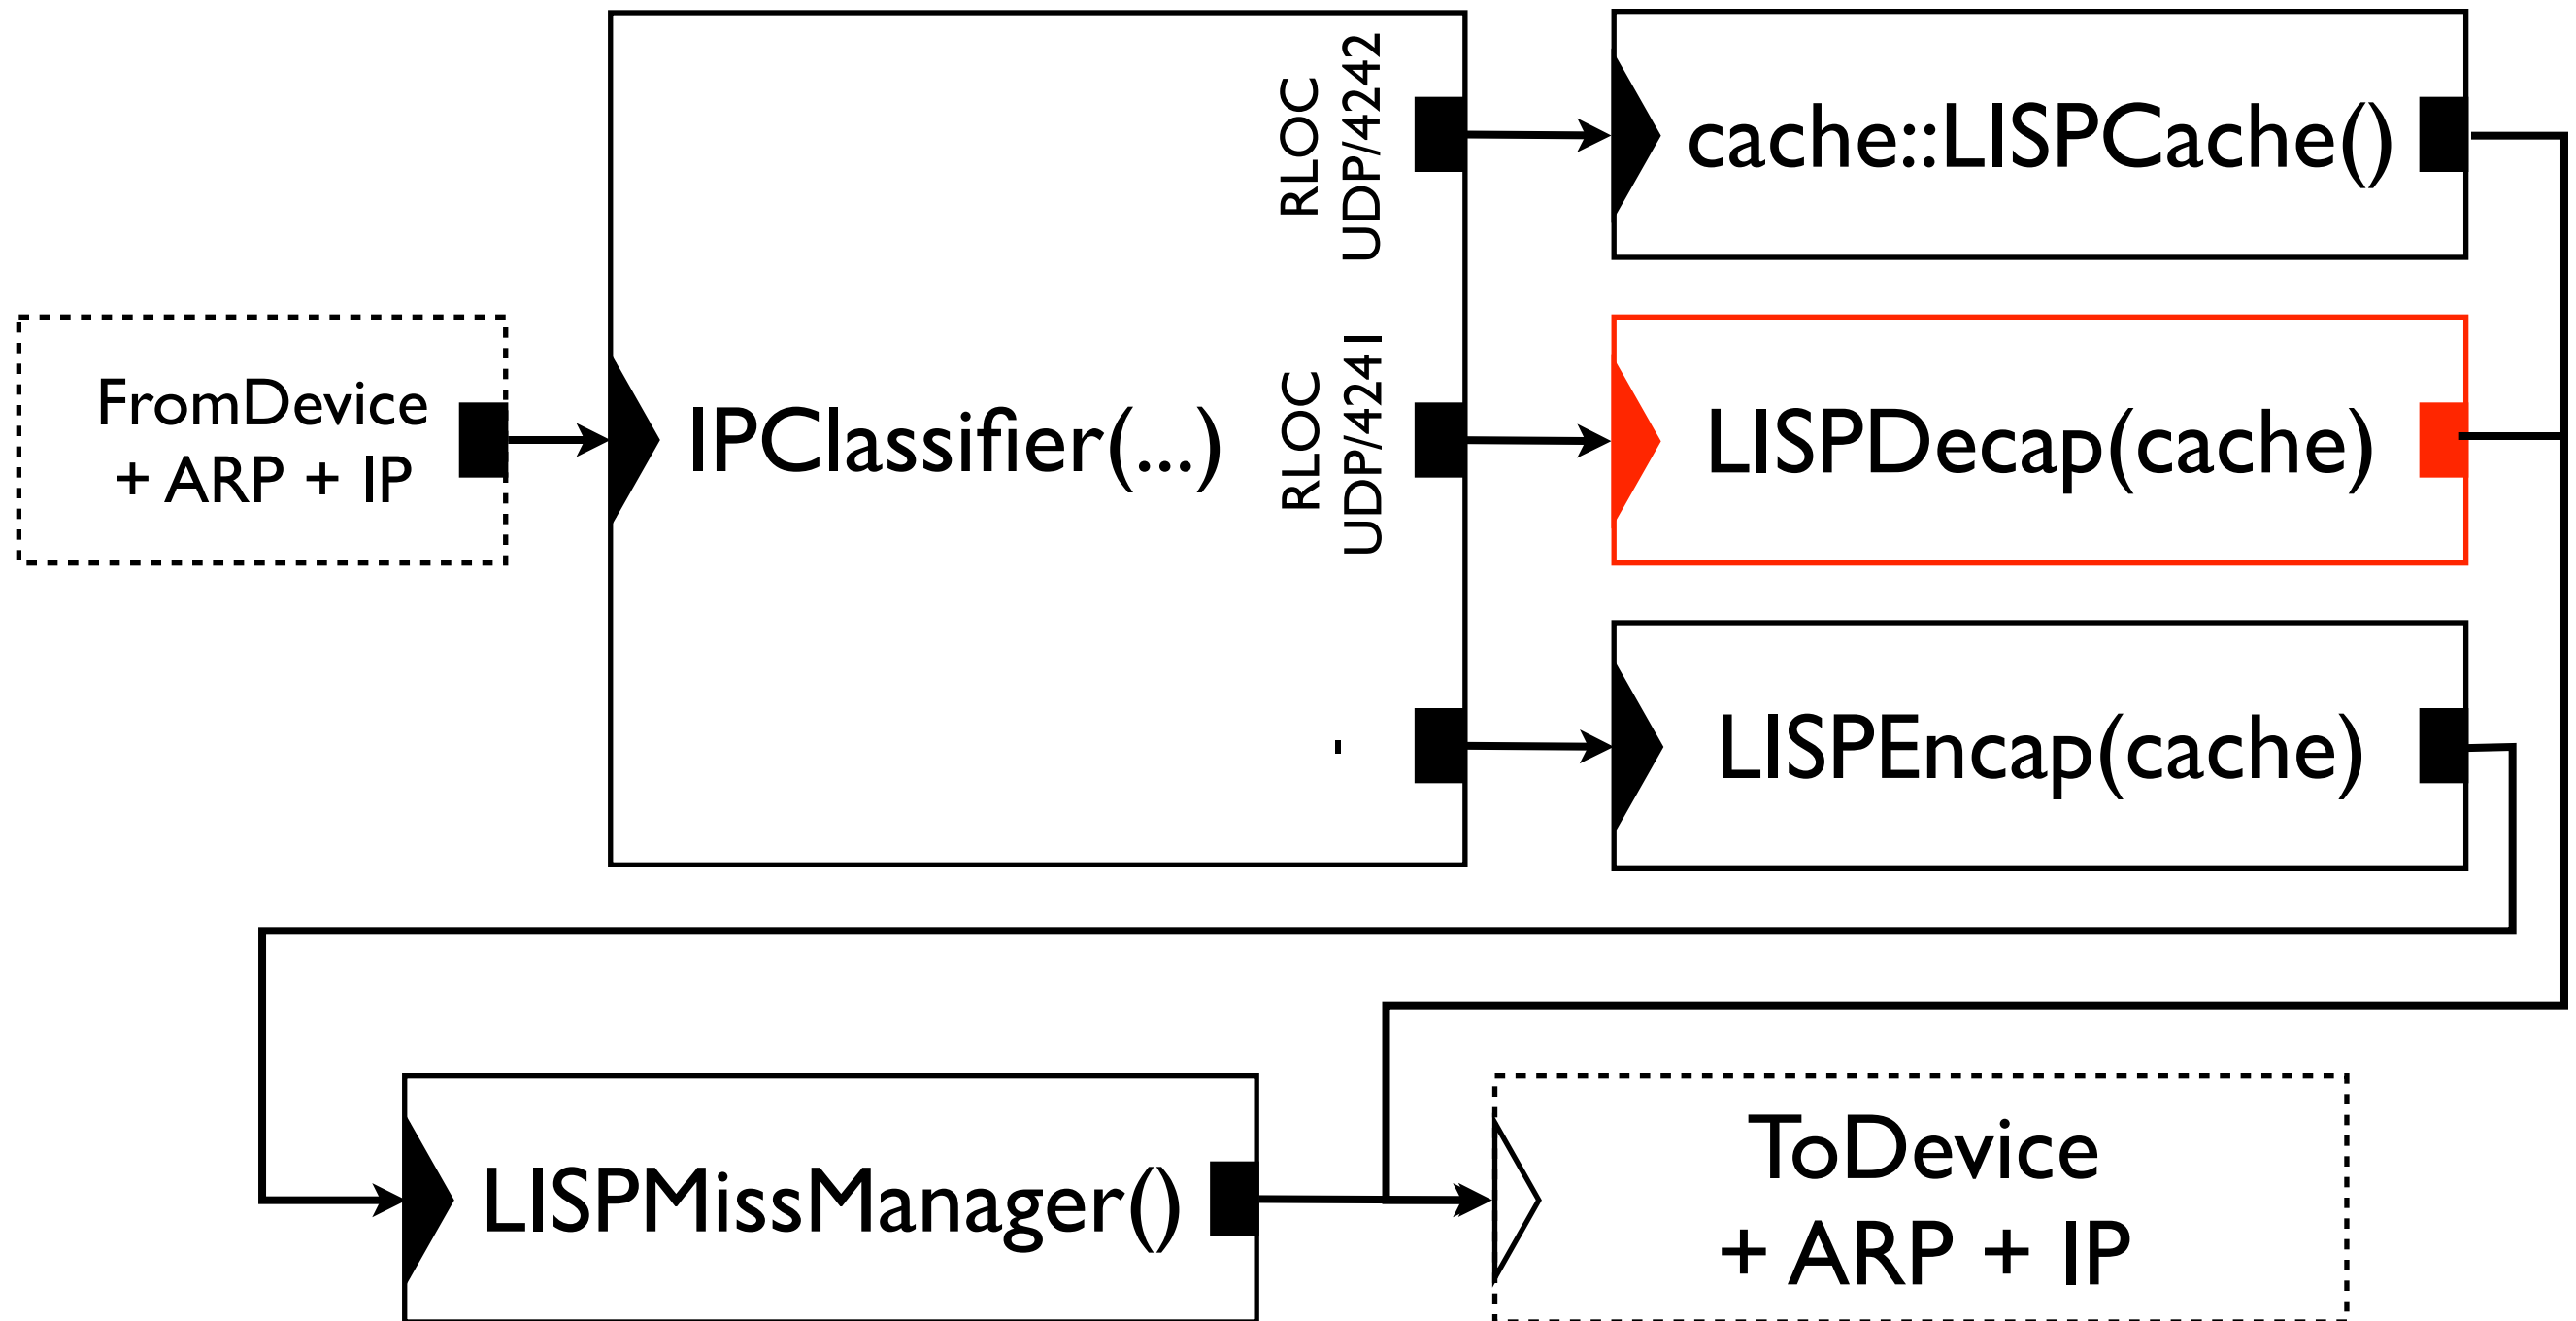 RLOC
UDP/4242
cache::LISPCache()
FromDevice
+ ARP + IP
IPClassifier(...)
RLOC
UDP/4241
LISPDecap(cache)
-
LISPEncap(cache)
LISPMissManager()
ToDevice
+ ARP + IP